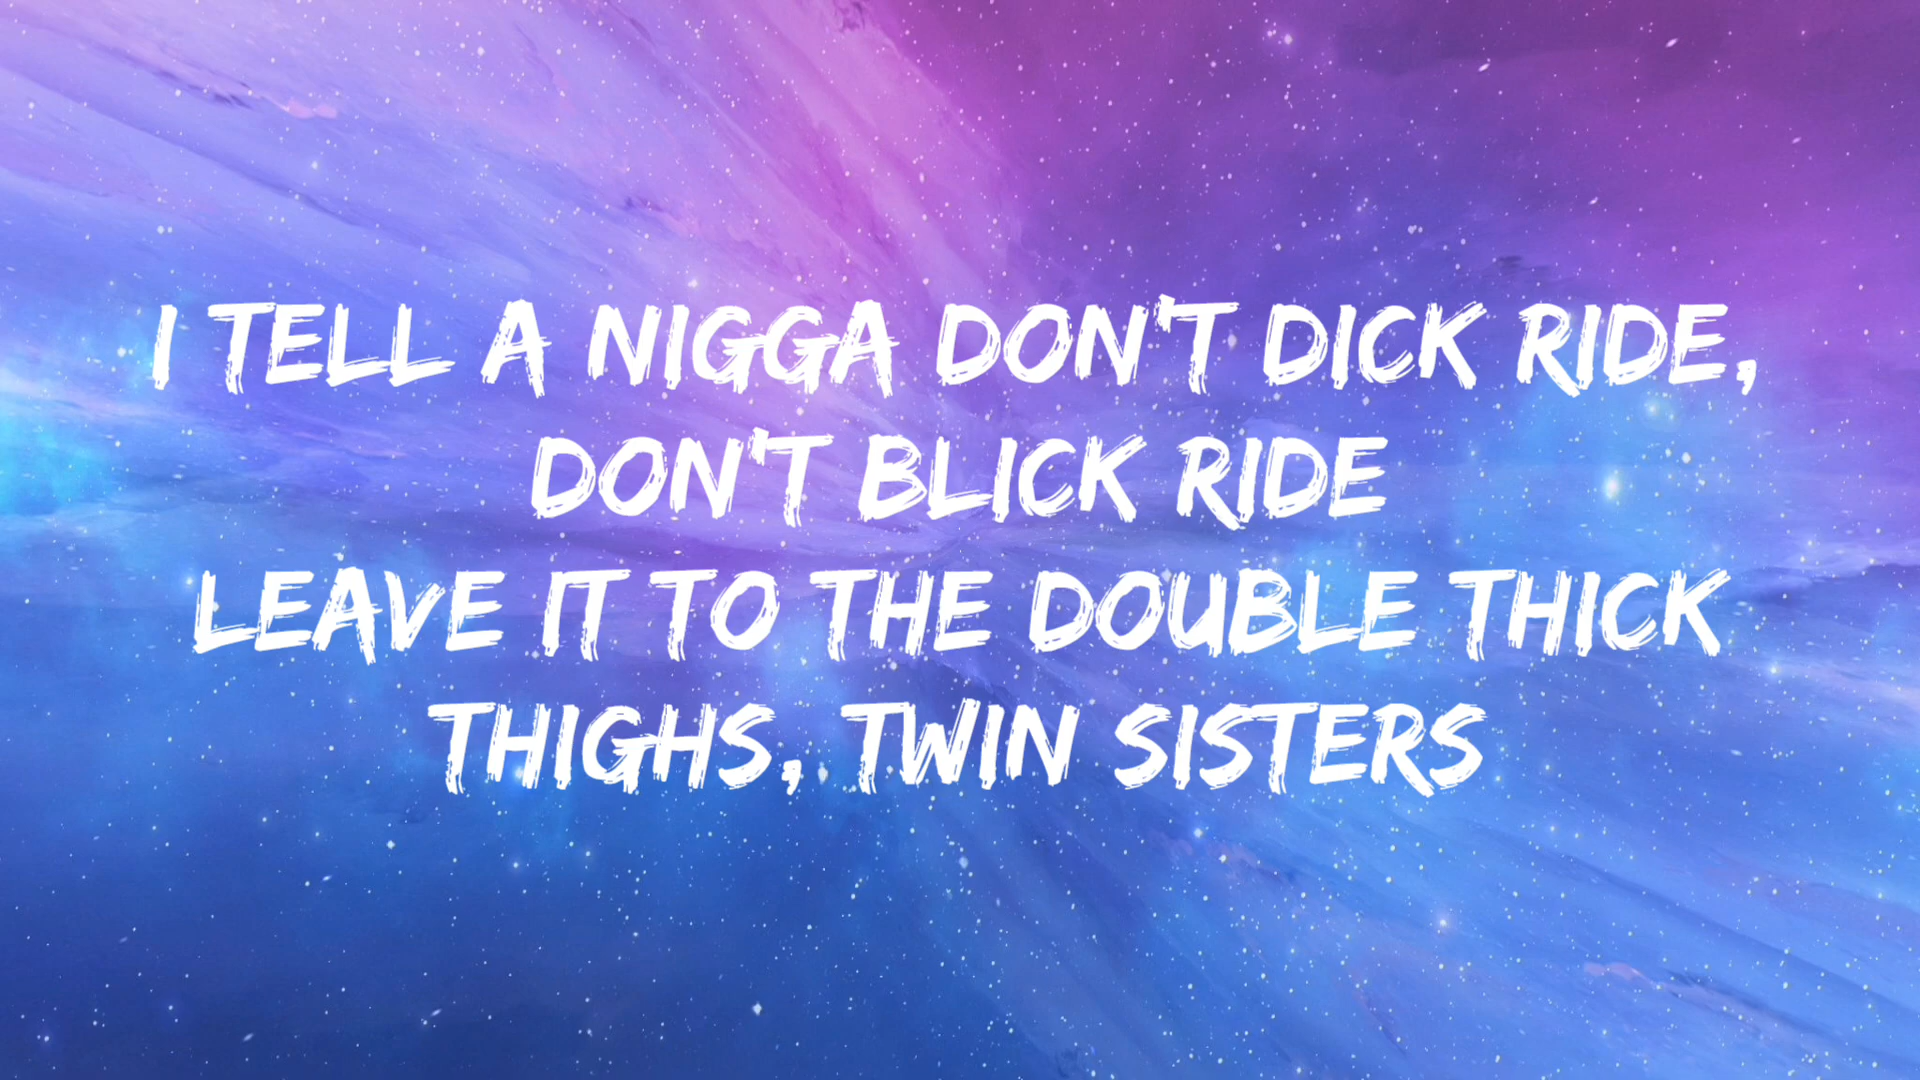 I TELL A NIGGA DON'T DICK RIDE,
DON'T BLICK RIDE
LEAVE IT TO THE DOUBLE THICK
THIGHS, TWIN SISTERS